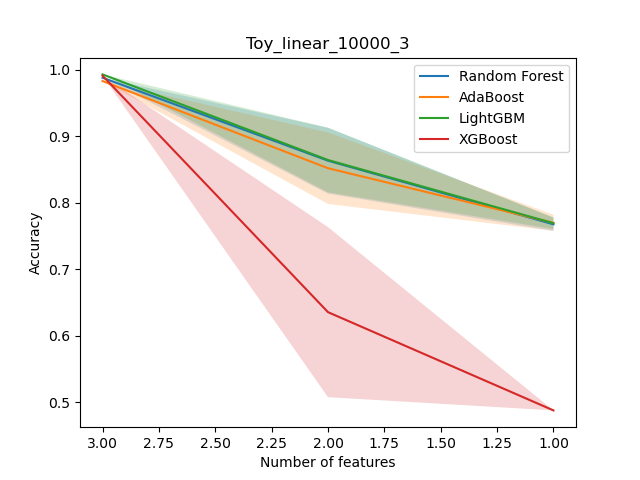 Toy_linear_10000_3
Random Forest
AdaBoost
LightGBM
XGBoost
Accuracy
1.0
0.9
0.8
0.7
0.6
0.5
3.00 2.75 2.50 2.25 2.00 1.75 1.50 1.25 1.00
Number of features